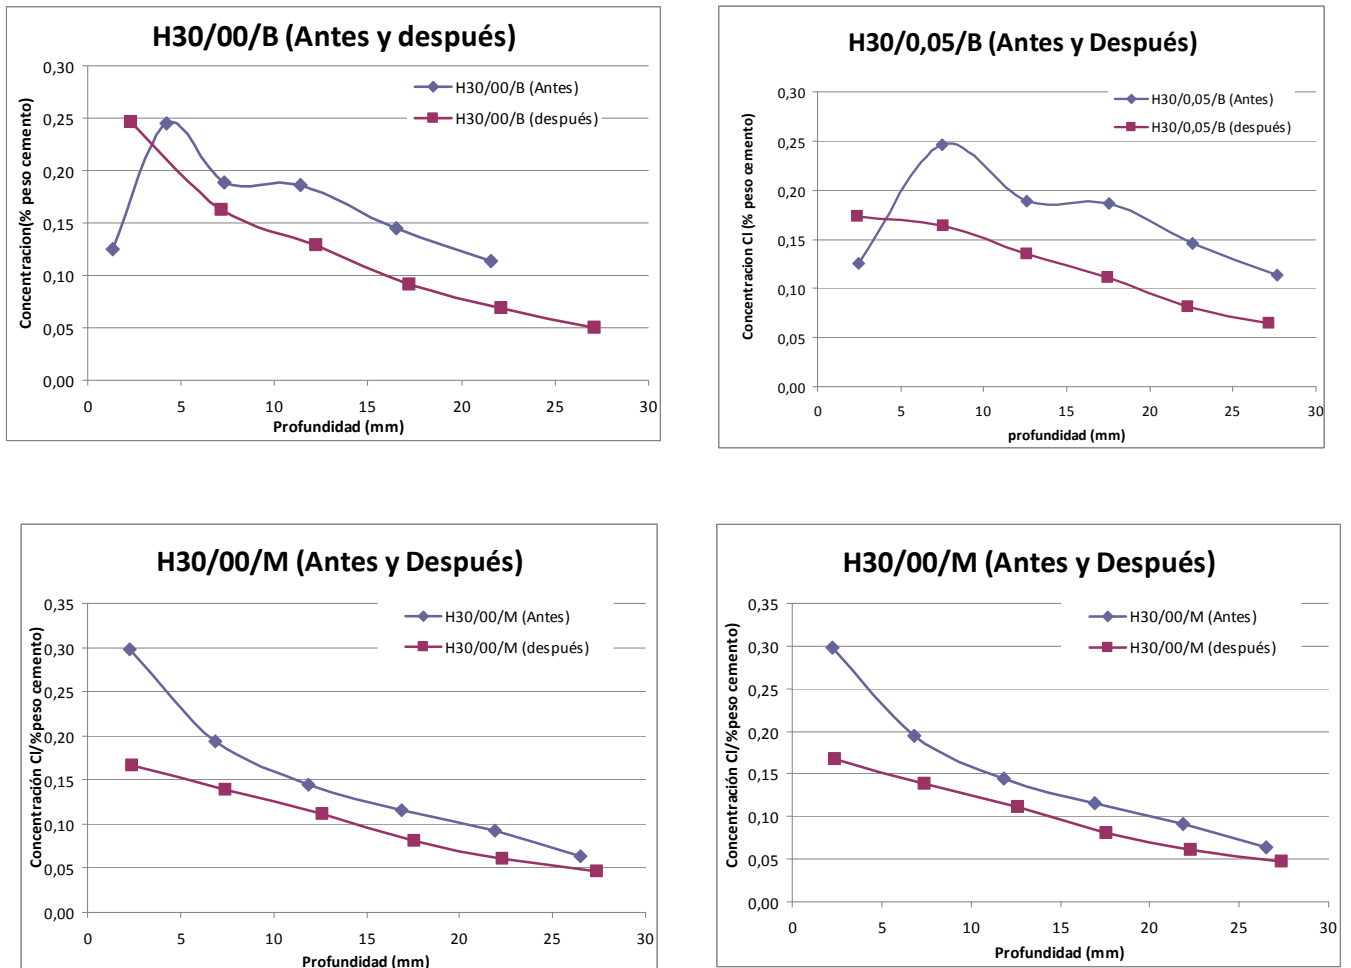 H30/00/B (Antes y después)
H30/00/B (Antes)
H30/00/B (después)
Concentracion(% peso cemento)
0,30
0,25
0,20
0,15
0,10
0,05
0,00
0 5 10 15 20 25 30
Profundidad (mm)
H30/0,05/B (Antes y Después)
H30/0,05/B (Antes)
H30/0,05/B (después)
Concentracion Cl (% peso cemento)
0,30
0,25
0,20
0,15
0,10
0,05
0,00
0 5 10 15 20 25 30
profundidad (mm)
H30/00/M (Antes y Después)
H30/00/M (Antes)
H30/00/M (después)
Concentración Cl/%peso cemento)
0,35
0,30
0,25
0,20
0,15
0,10
0,05
0,00
0 5 10 15 20 25 30
Profundidad (mm)
H30/00/M (Antes y Después)
H30/00/M (Antes)
H30/00/M (después)
Concentración Cl/%peso cemento)
0,35
0,30
0,25
0,20
0,15
0,10
0,05
0,00
0 5 10 15 20 25 30
Profundidad (mm)